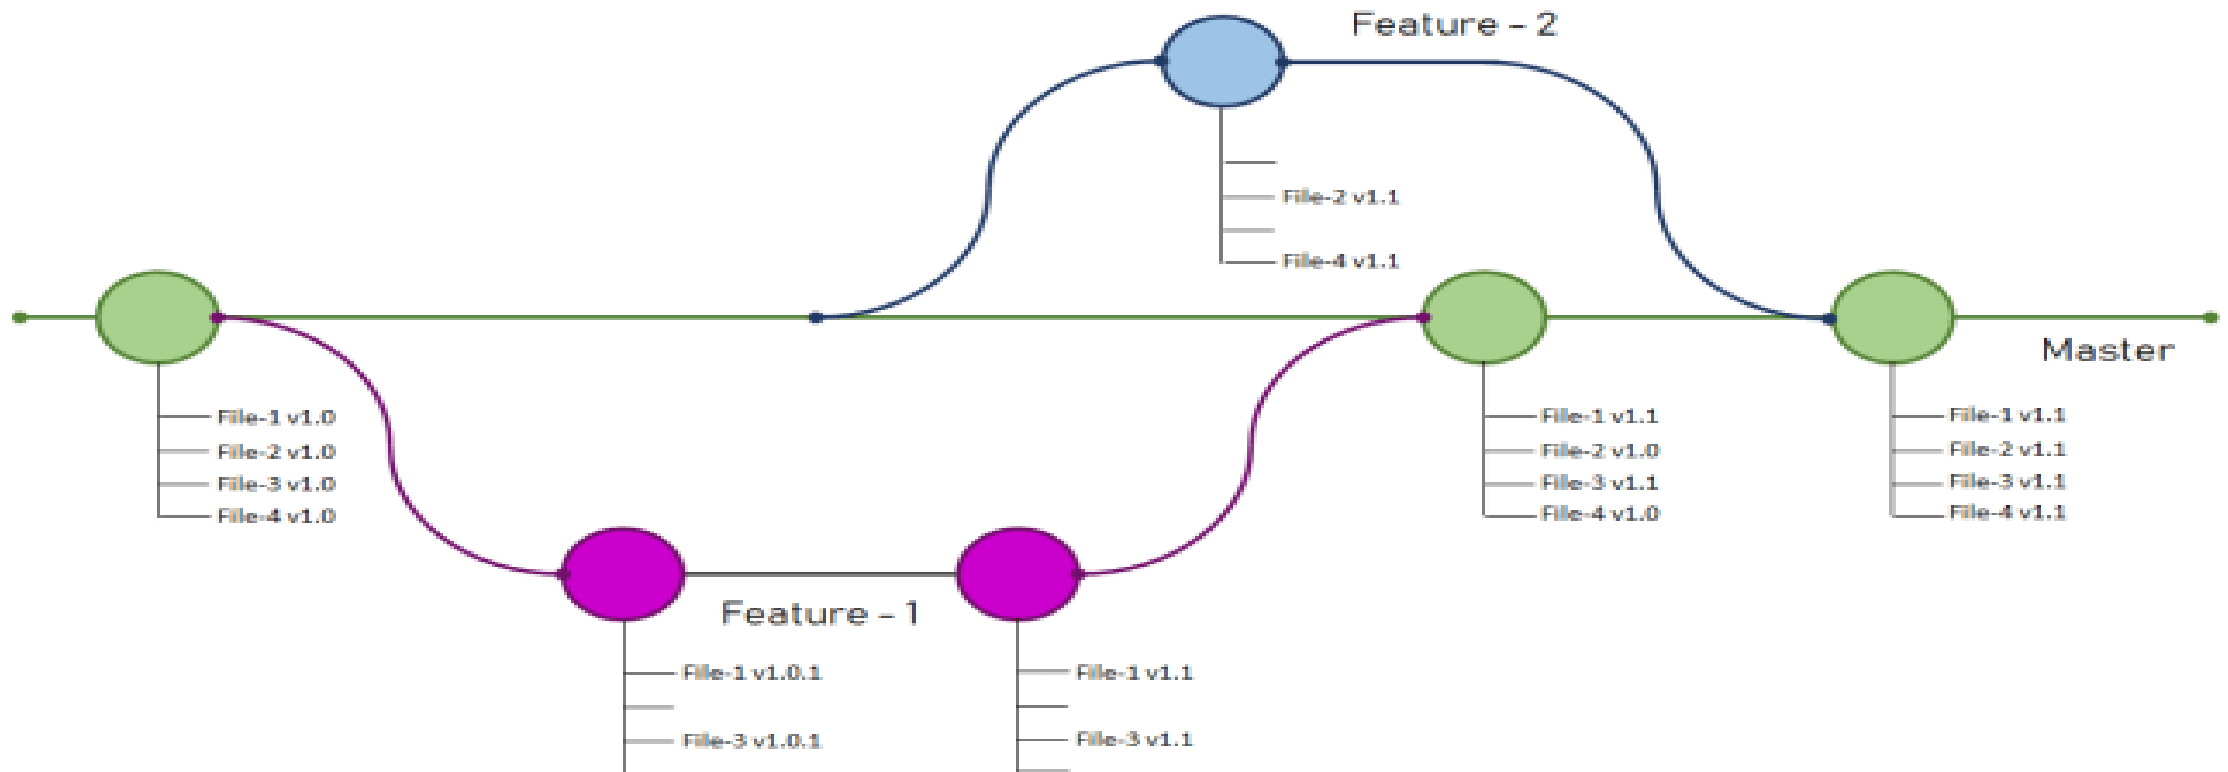 Feature - 2
File-2 v1.1
File-4 v1.1
Master
File-1 v1.0
File-2 v1.0
File-3 v1.0
File-4 v1.0
File-1 v1.1
File-2 v1.0
File-3 v1.1
File-4 v1.0
File-1 v1.1
File-2 v1.1
File-3 v1.1
File-4 v1.1
Feature - 1
File-1 v1.0.1
File-3 v1.0.1
File-1 v1.1
File-3 v1.1